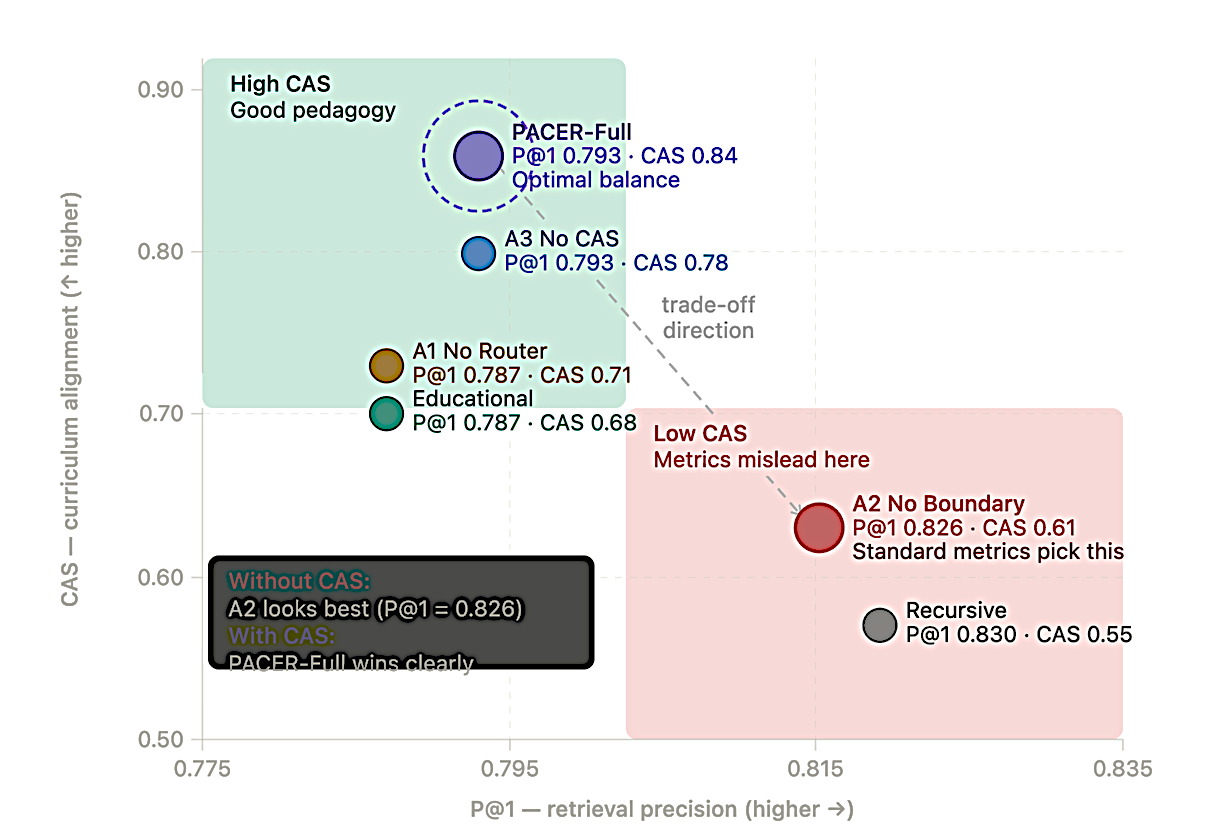 0.90
0.80
0.70
0.60
0.50
CAS — curriculum alignment (↑ higher)
High CAS
Good pedagogy
PACER-Full
P@1 0.793 · CAS 0.84
Optimal balance
A3 No CAS
P@1 0.793 · CAS 0.78
trade-off
direction
A1 No Router
P@1 0.787 · CAS 0.71
Educational
P@1 0.787 · CAS 0.68
Low CAS
Metrics mislead here
A2 No Boundary
P@1 0.826 · CAS 0.61
Standard metrics pick this
Recursive
P@1 0.830 · CAS 0.55
Without CAS:
A2 looks best (P@1 = 0.826)
With CAS:
PACER-Full wins clearly
0.775
0.795
0.815
0.835
P@1 — retrieval precision (higher →)